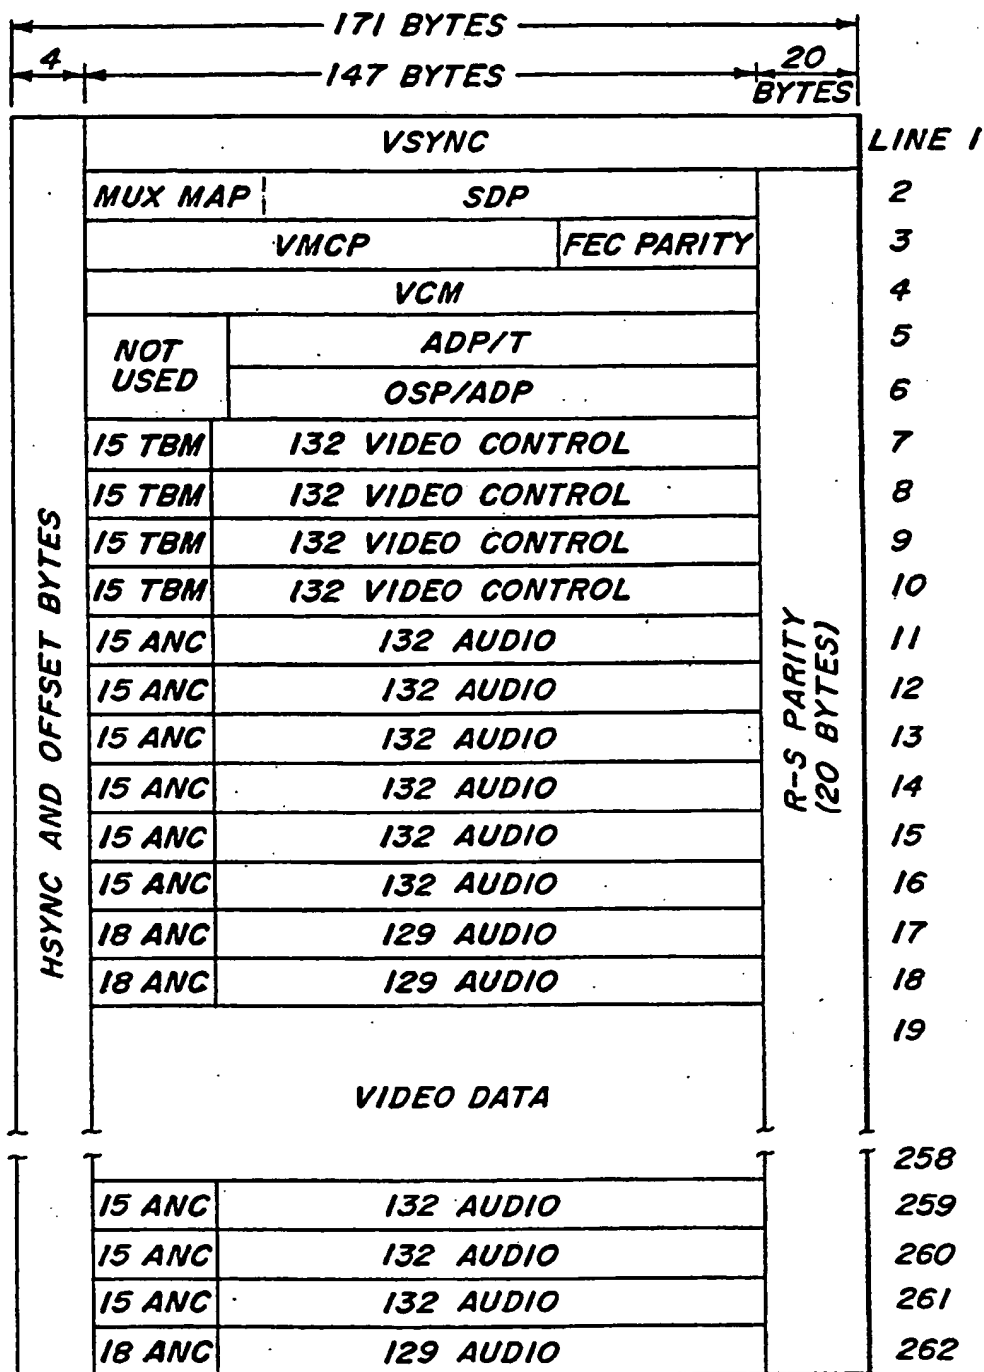 171 BYTES
4
147 BYTES
20
BYTES
VSYNC
LINE 1
MUX MAP
SDP
2
VMCP
FEC PARITY
3
VCM
4
NOT
USED
ADP/T
5
OSP/ADP
6
15 TBM
132 VIDEO CONTROL
7
15 TBM
132 VIDEO CONTROL
8
15 TBM
132 VIDEO CONTROL
9
15 TBM
132 VIDEO CONTROL
10
15 ANC
132 AUDIO
11
15 ANC
132 AUDIO
12
15 ANC
132 AUDIO
13
15 ANC
132 AUDIO
14
15 ANC
132 AUDIO
15
15 ANC
132 AUDIO
16
18 ANC
129 AUDIO
17
18 ANC
129 AUDIO
18
19
VIDEO DATA
258
15 ANC
132 AUDIO
259
15 ANC
132 AUDIO
260
15 ANC
132 AUDIO
261
18 ANC
129 AUDIO
262
HSYNC AND OFFSET BYTES
R-S PARITY
(20 BYTES)